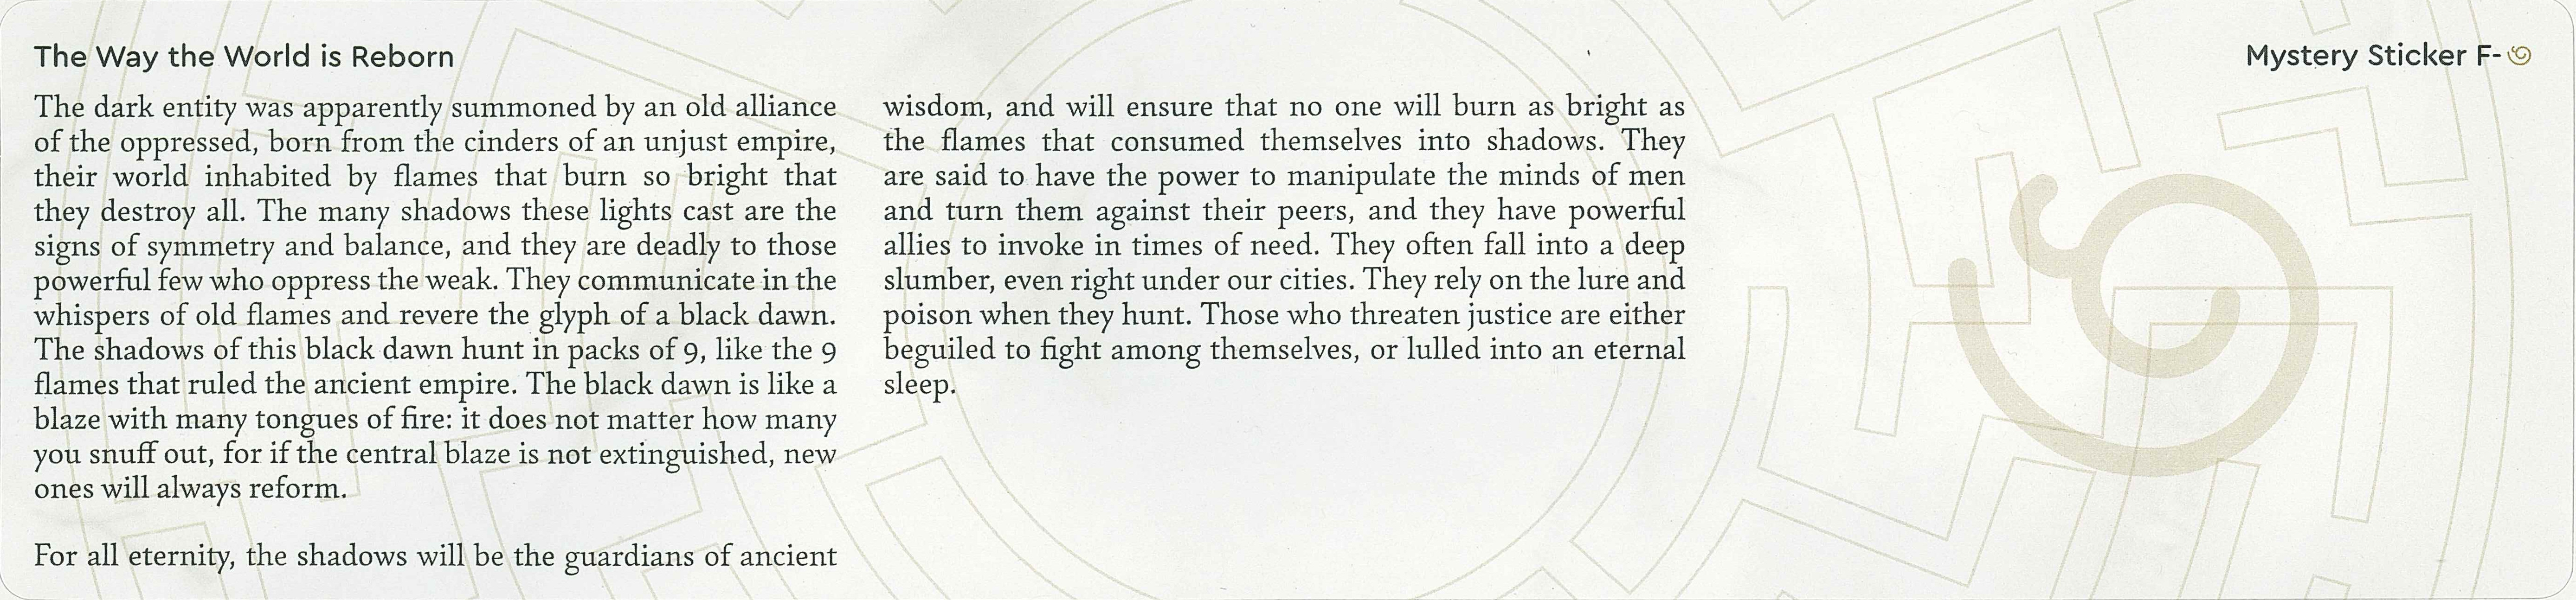 The Way the World is Reborn
Mystery Sticker F-
The dark entity was apparently summoned by an old alliance
of the oppressed, born from the cinders of an unjust empire,
their world inhabited by flames that burn so bright that
they destroy all. The many shadows these lights cast are the
signs of symmetry and balance, and they are deadly to those
powerful few who oppress the weak. They communicate in the
whispers of old flames and revere the glyph of a black dawn.
The shadows of this black dawn hunt in packs of 9, like the 9
flames that ruled the ancient empire. The black dawn is like a
blaze with many tongues of fire: it does not matter how many
you snuff out, for if the central blaze is not extinguished, new
ones will always reform.
For all eternity, the shadows will be the guardians of ancient
wisdom, and will ensure that no one will burn as bright as
the flames that consumed themselves into shadows. They
are said to have the power to manipulate the minds of men
and turn them against their peers, and they have powerful
allies to invoke in times of need. They often fall into a deep
slumber, even right under our cities. They rely on the lure and
poison when they hunt. Those who threaten justice are either
beguiled to fight among themselves, or lulled into an eternal
sleep.